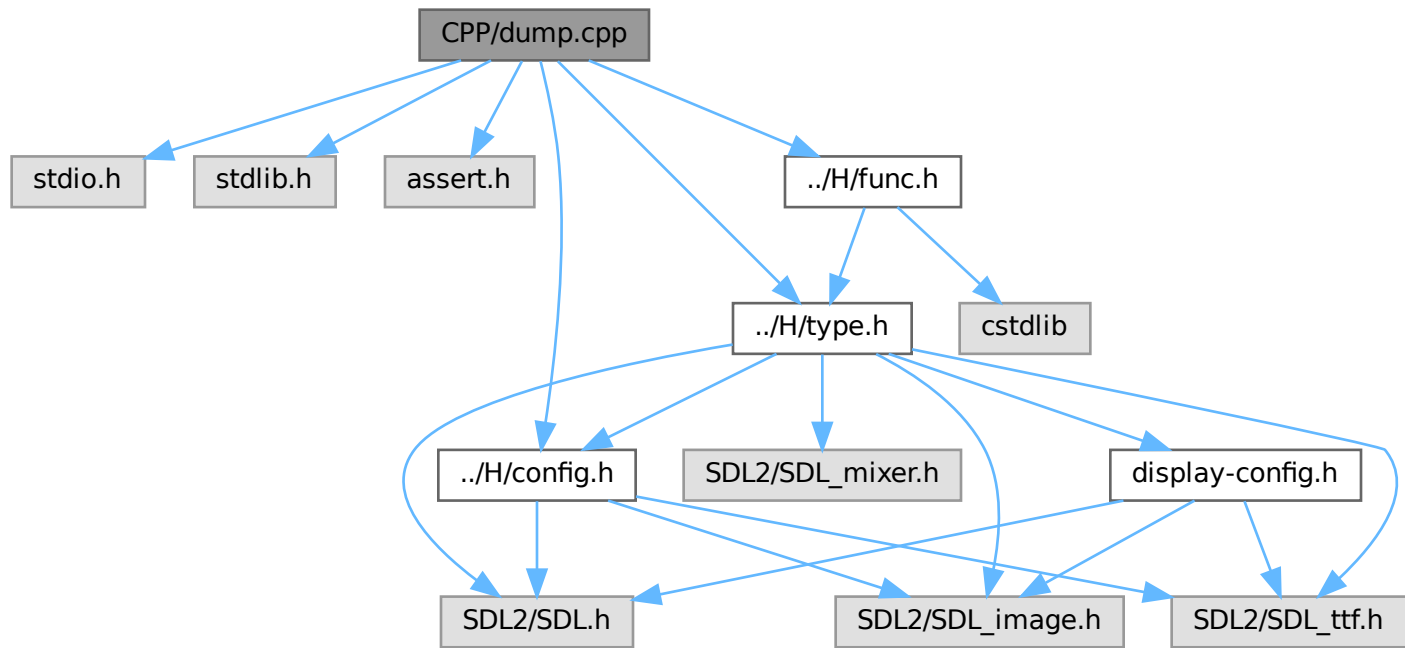 CPP/dump.cpp
stdio.h
stdlib.h
assert.h
../H/func.h
../H/type.h
cstdlib
../H/config.h
SDL2/SDL_mixer.h
display-config.h
SDL2/SDL.h
SDL2/SDL_image.h
SDL2/SDL_ttf.h